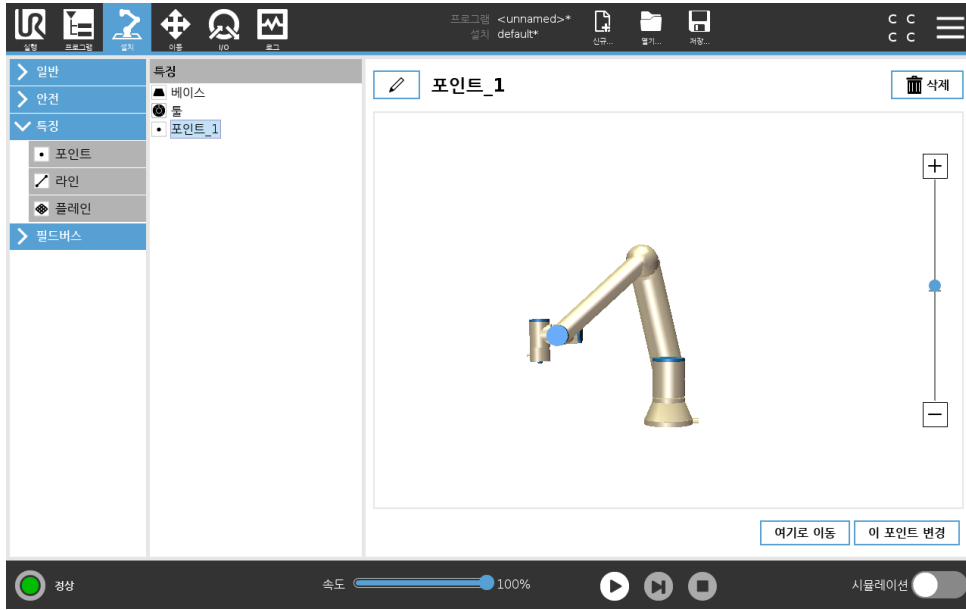 UR
실행
프로그램
설치
이동
I/O
로그
프로그램 <unnamed>*
설치 default*
신규...
열기...
저장...
C C
C C
일반
안전
특징
포인트
라인
플레인
필드버스
특징
베이스
툴
포인트_1
포인트_1
삭제
여기로 이동
이 포인트 변경
정상
속도
100%
시뮬레이션